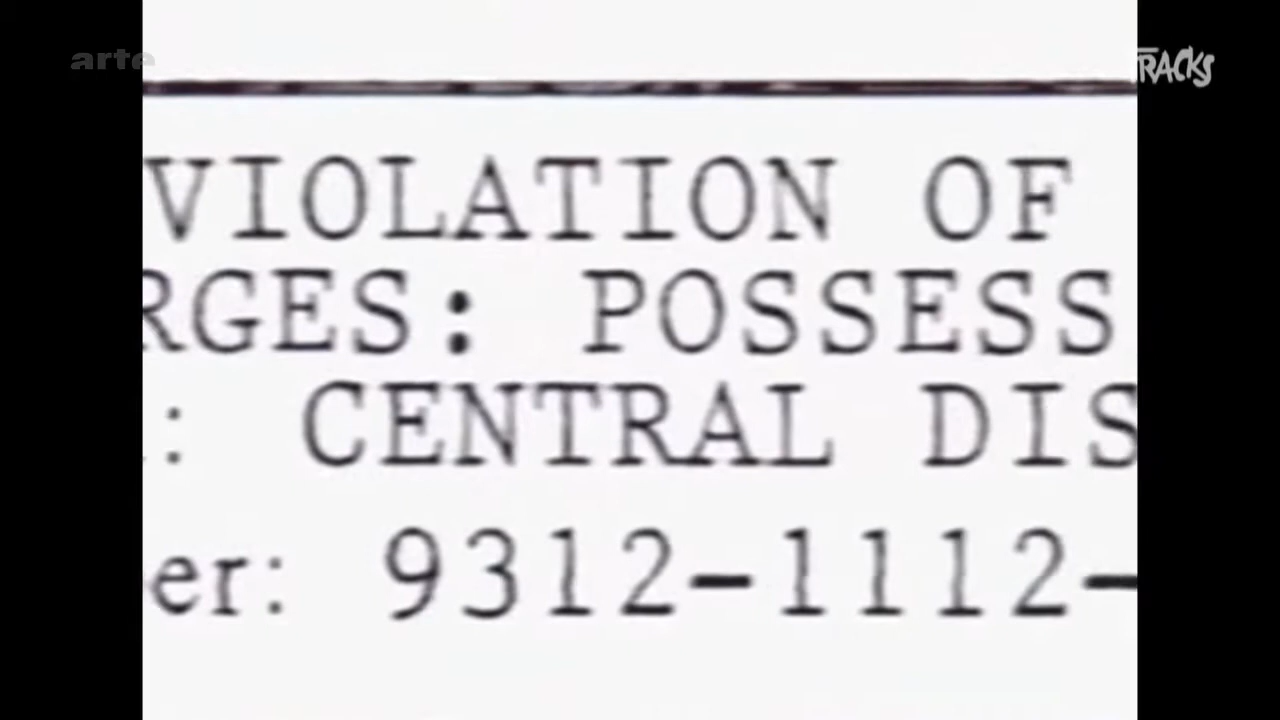 arte
TRACKS
VIOLATION OF
RGES: POSSESS
: CENTRAL DIS
er: 9312-1112-